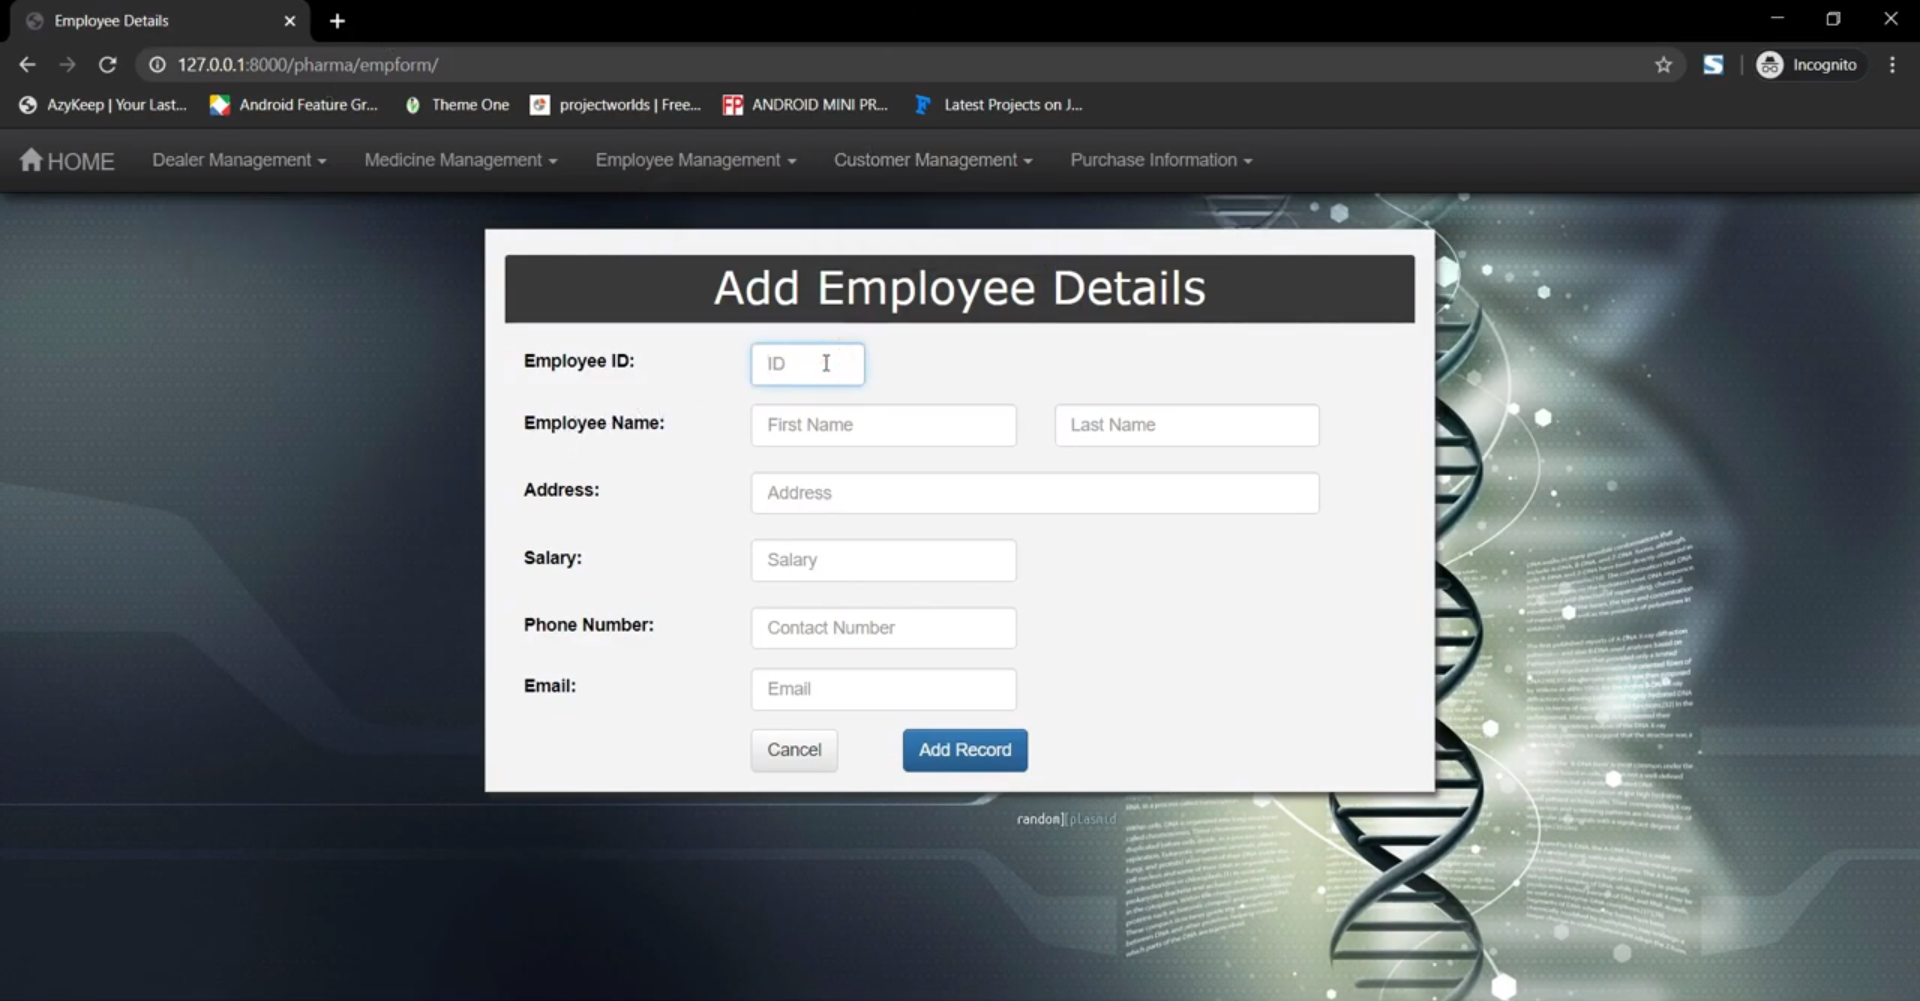 Employee Details
127.0.0.1:8000/pharma/empform/
Incognito
AzyKeep | Your Last... Android Feature Gr... Theme One projectworlds | Free... FP ANDROID MINI PR... Latest Projects on J...
HOME Dealer Management Medicine Management Employee Management Customer Management Purchase Information
Add Employee Details
Employee ID: ID
Employee Name: First Name Last Name
Address: Address
Salary: Salary
Phone Number: Contact Number
Email: Email
Cancel Add Record
random][plasmid